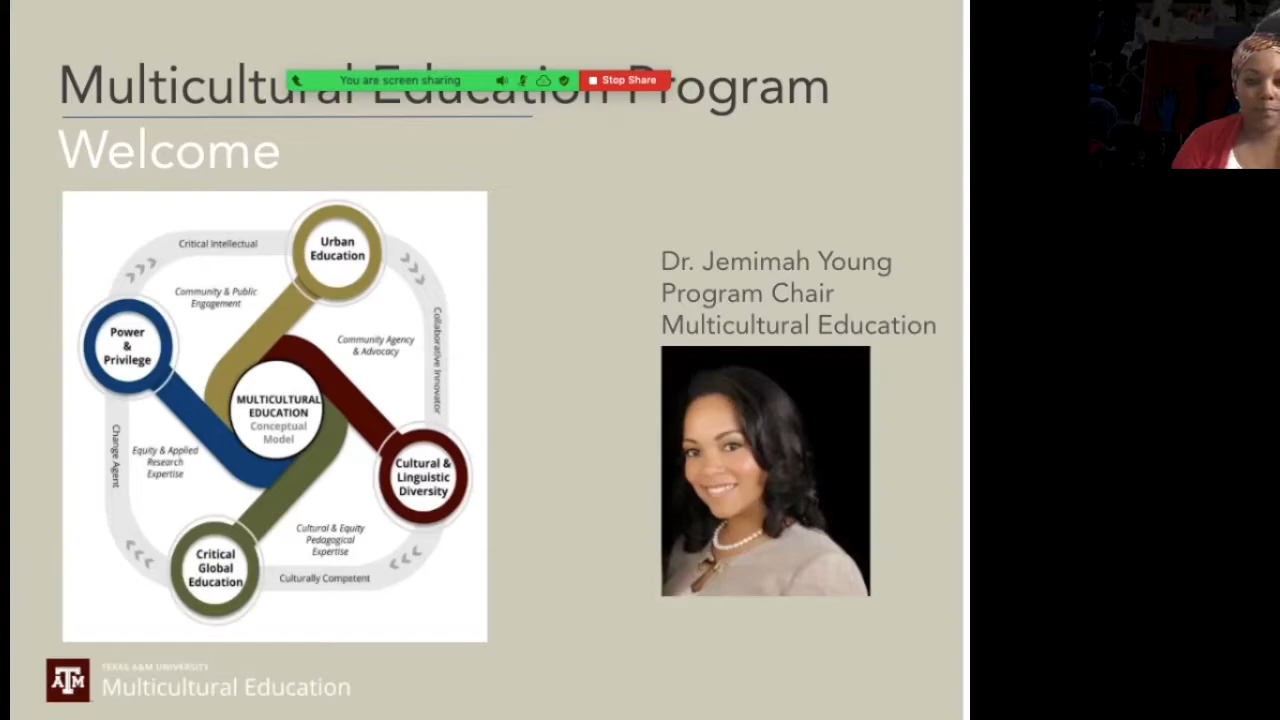 Multicultural Education Program
You are screen sharing
Stop Share
Welcome
Critical Intellectual
Urban
Education
Community & Public
Engagement
Power
&
Privilege
Community Agency
& Advocacy
Collaborative Innovator
MULTICULTURAL
EDUCATION
Conceptual
Model
Change Agent
Equity & Applied
Research
Expertise
Cultural &
Linguistic
Diversity
Cultural & Equity
Pedagogical
Expertise
Critical
Global
Education
Culturally Competent
Dr. Jemimah Young
Program Chair
Multicultural Education
ATM
TEXAS A&M UNIVERSITY
Multicultural Education